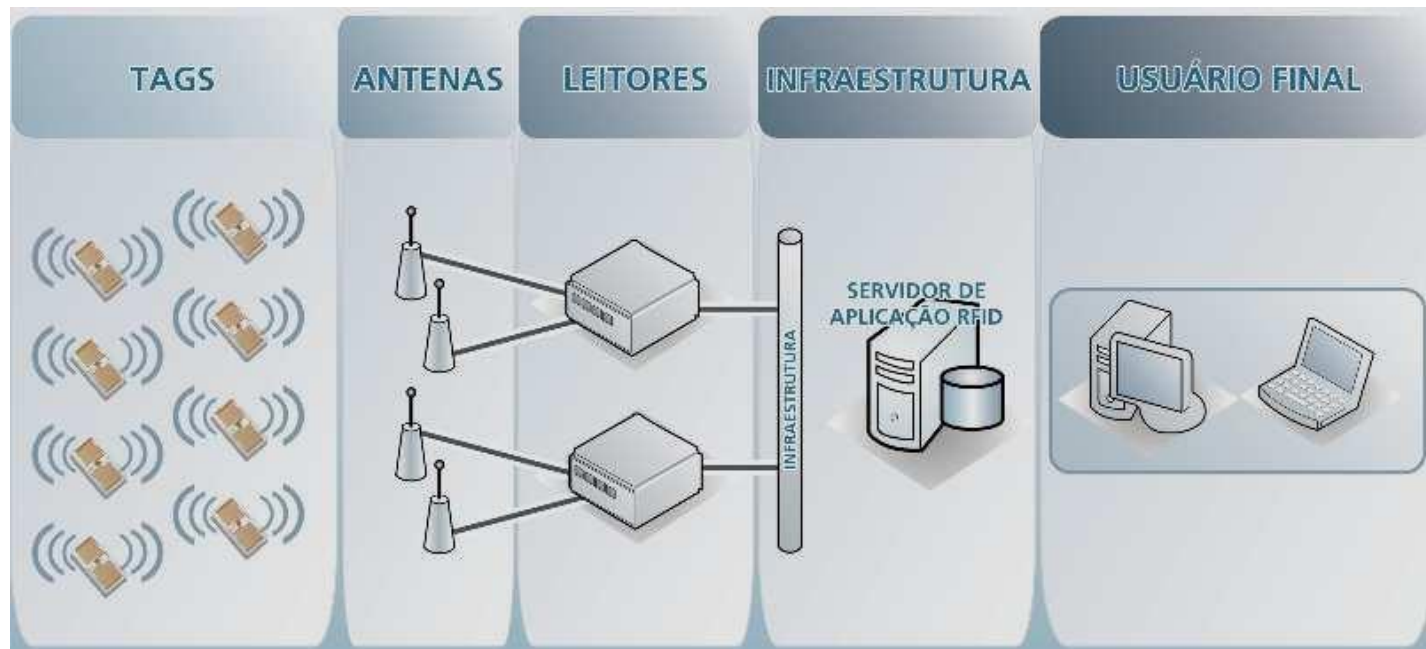 TAGS
ANTENAS
LEITORES
INFRAESTRUTURA
USUÁRIO FINAL
SERVIDOR DE
APLICAÇÃO RFID
INFRAESTRUTURA